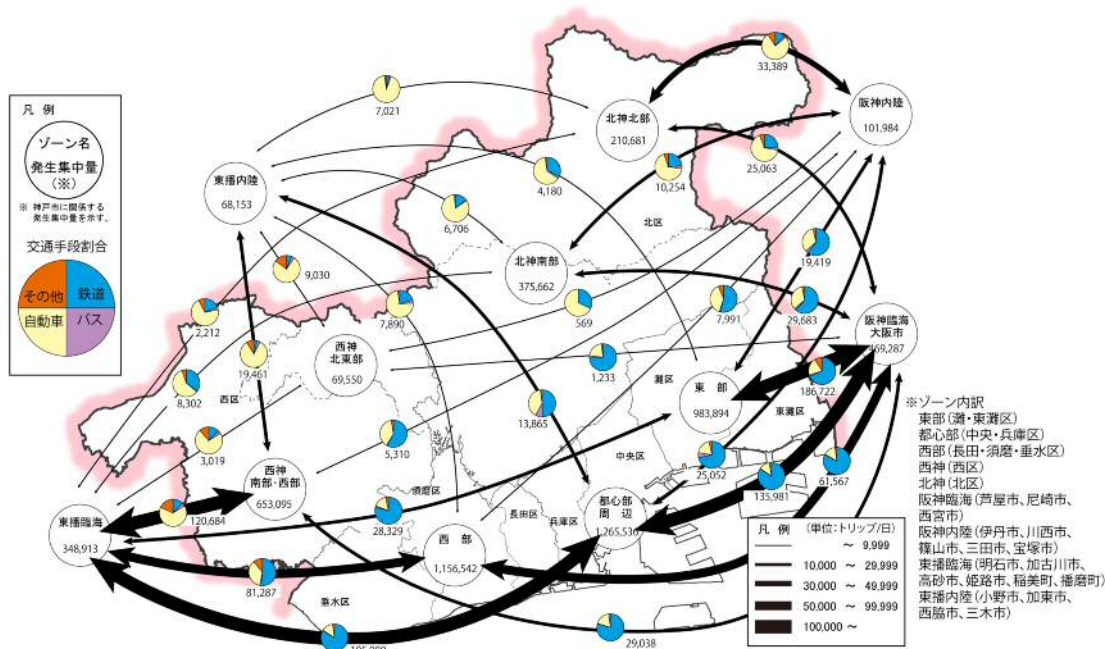 凡 例
ゾーン名
発生集中量
(※)
※ 神戸市に関係する
発生集中量を示す。
交通手段割合
その他
鉄道
自動車
バス
33,389
7,021
北神北部
210,681
阪神内陸
101,984
25,063
10,254
4,180
東播内陸
68,153
6,706
北区
19,419
9,030
北神南部
375,662
2,212
7,890
569
7,991
29,683
阪神臨海
大阪市
469,287
西神
北東部
69,550
19,461
1,233
灘区
東 部
983,894
186,722
東灘区
8,302
西区
13,865
3,019
5,310
中央区
25,052
135,981
61,567
西神
南部・西部
653,095
須磨区
都心部
周 辺
1,265,536
東播臨海
348,913
120,684
28,329
長田区
兵庫区
西 部
1,156,542
81,287
垂水区
29,038
凡 例 (単位:トリップ/日)
~ 9,999
10,000 ~ 29,999
30,000 ~ 49,999
50,000 ~ 99,999
100,000 ~
※ゾーン内訳
東部(灘・東灘区)
都心部(中央・兵庫区)
西部(長田・須磨・垂水区)
西神(西区)
北神(北区)
阪神臨海(芦屋市、尼崎市、
西宮市)
阪神内陸(伊丹市、川西市、
篠山市、三田市、宝塚市)
東播臨海(明石市、加古川市、
高砂市、姫路市、稲美町、播磨町)
東播内陸(小野市、加東市、
西脇市、三木市)